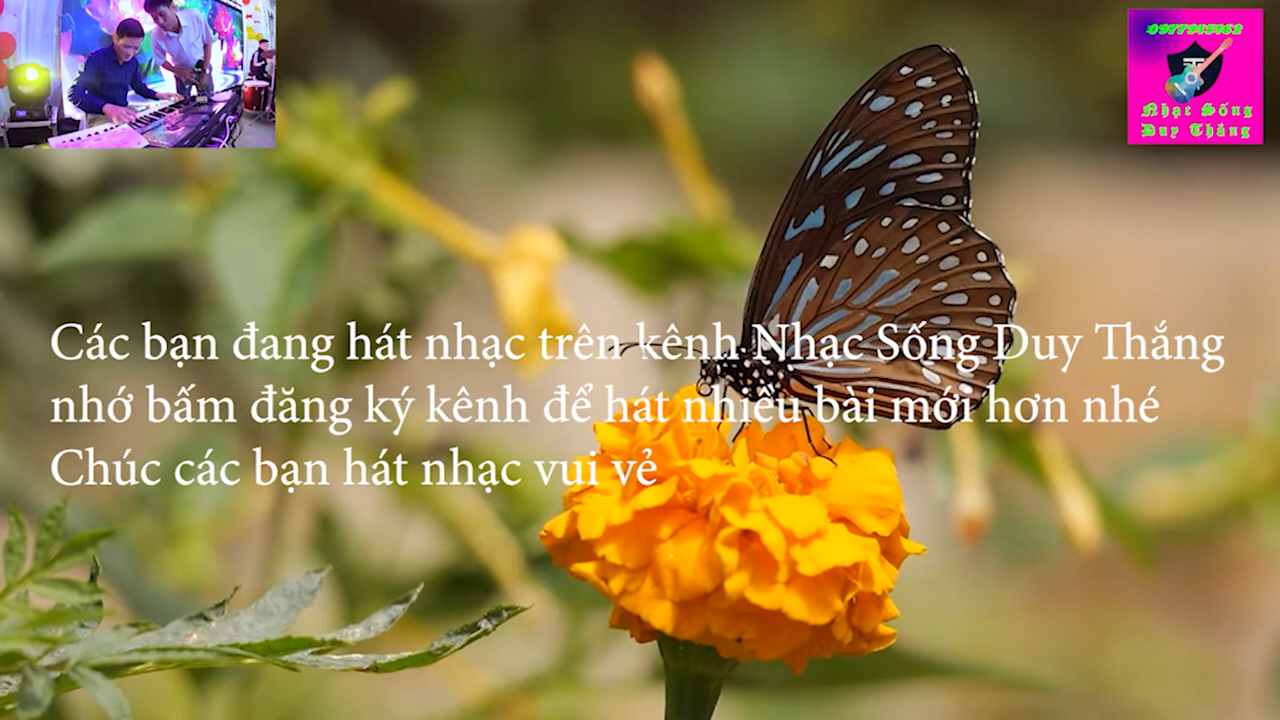 0977915162
Nhạc Sống
Duy Thắng
Các bạn đang hát nhạc trên kênh Nhạc Sống Duy Thắng
nhớ bấm đăng ký kênh để hát nhiều bài mới hơn nhé
Chúc các bạn hát nhạc vui vẻ